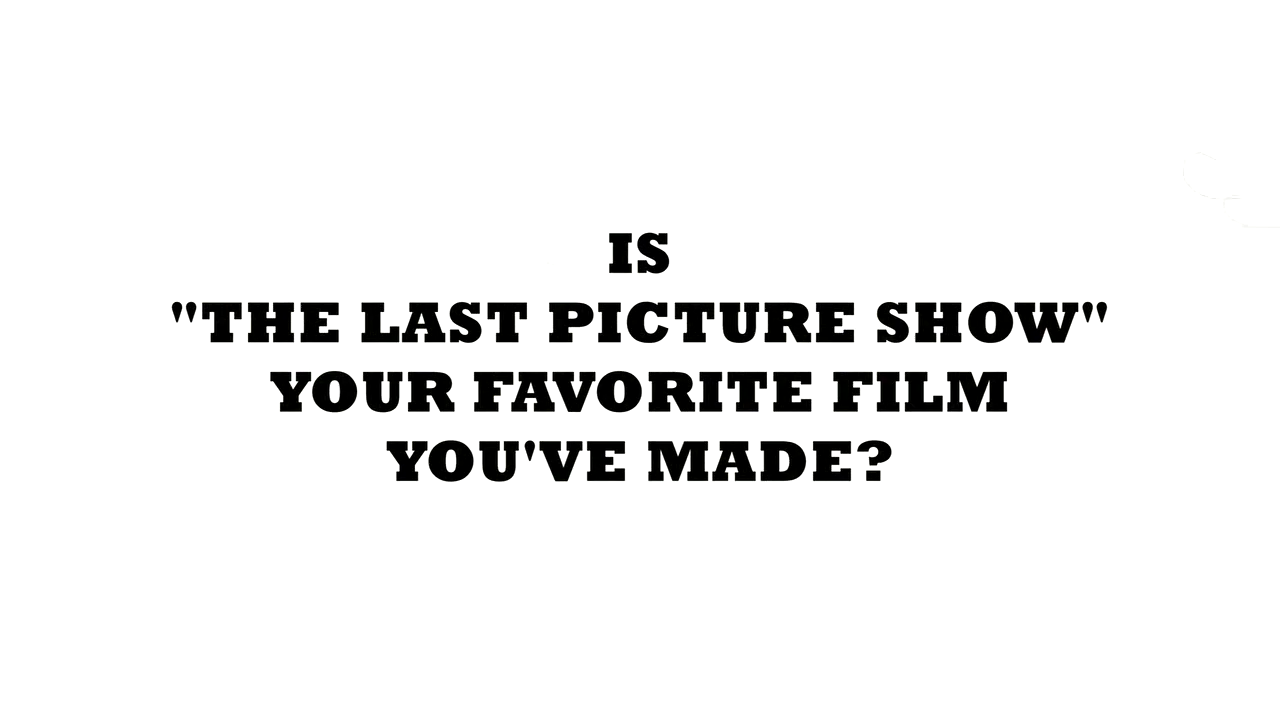 IS
"THE LAST PICTURE SHOW"
YOUR FAVORITE FILM
YOU'VE MADE?